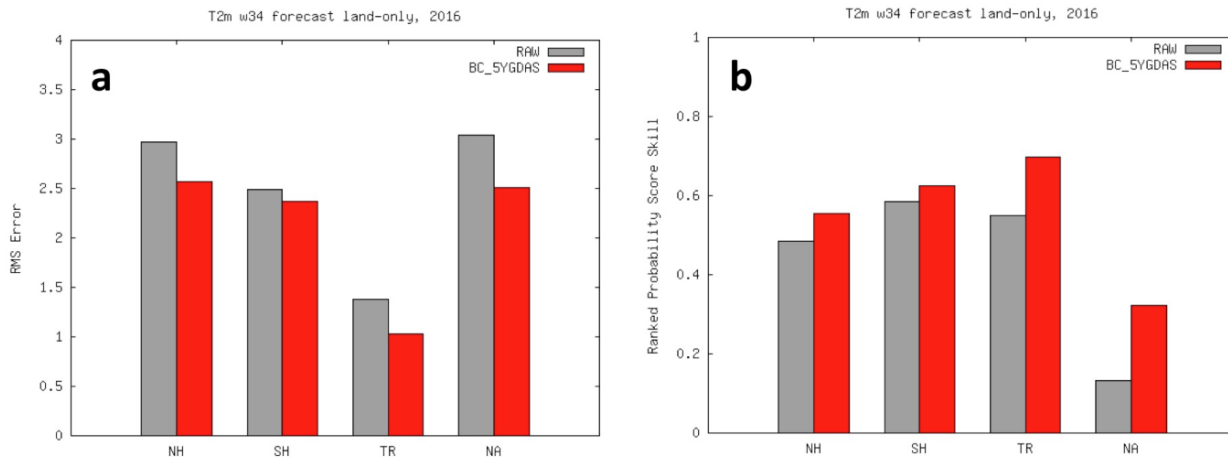 T2m w34 forecast land-only, 2016
a
RAW
BC_5YGDAS
RMS Error
4
3.5
3
2.5
2
1.5
1
0.5
0
NH SH TR NA
T2m w34 forecast land-only, 2016
b
RAW
BC_5YGDAS
Ranked Probability Score Skill
1
0.8
0.6
0.4
0.2
0
NH SH TR NA